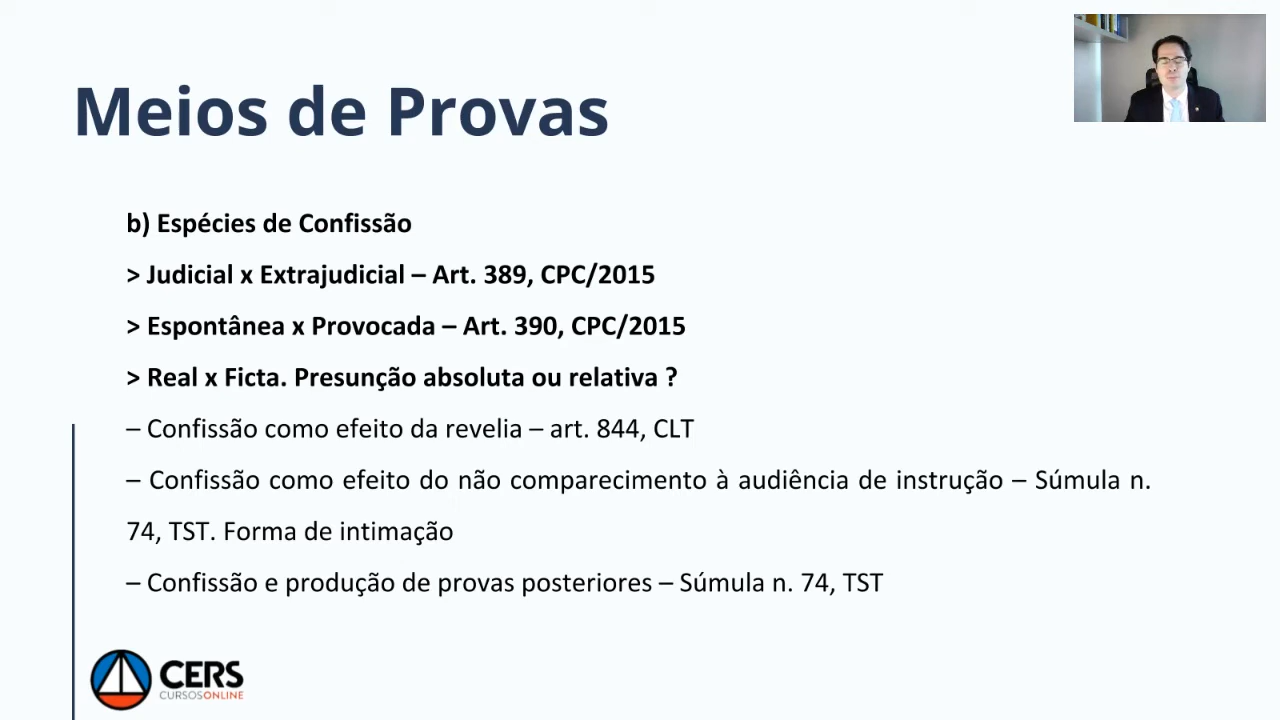 Meios de Provas
b) Espécies de Confissão
> Judicial x Extrajudicial – Art. 389, CPC/2015
> Espontânea x Provocada – Art. 390, CPC/2015
> Real x Ficta. Presunção absoluta ou relativa ?
– Confissão como efeito da revelia – art. 844, CLT
– Confissão como efeito do não comparecimento à audiência de instrução – Súmula n.
74, TST. Forma de intimação
– Confissão e produção de provas posteriores – Súmula n. 74, TST
CERS
CURSOSONLINE